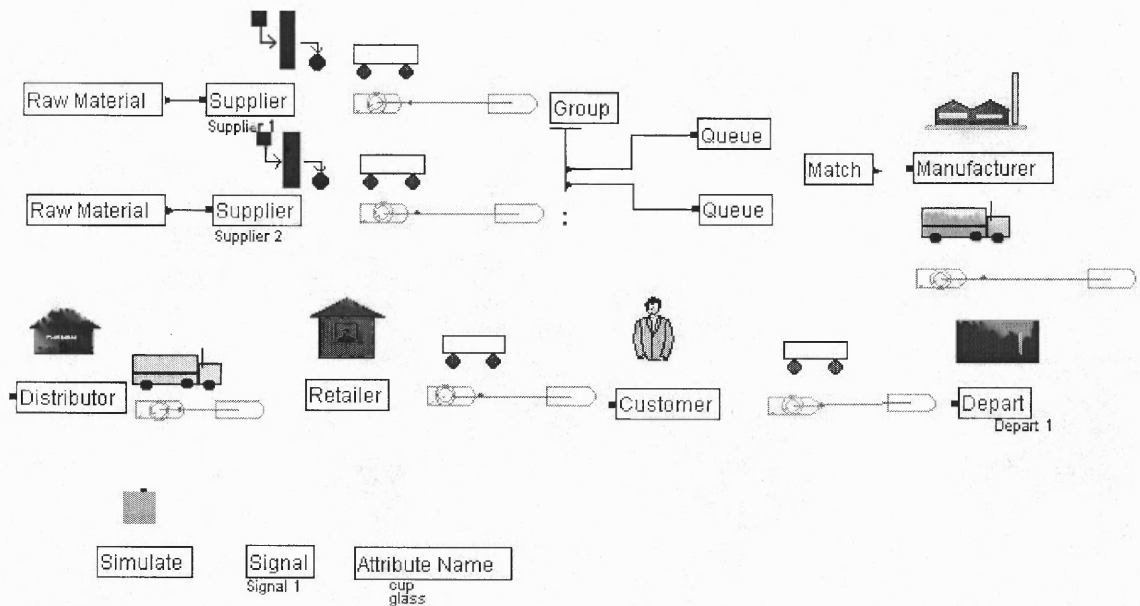 Raw Material
Supplier
Supplier 1
Group
Queue
Raw Material
Supplier
Supplier 2
Queue
Match
Manufacturer
Distributor
Retailer
Customer
Depart
Depart 1
Simulate
Signal
Signal 1
Attribute Name
cup
glass